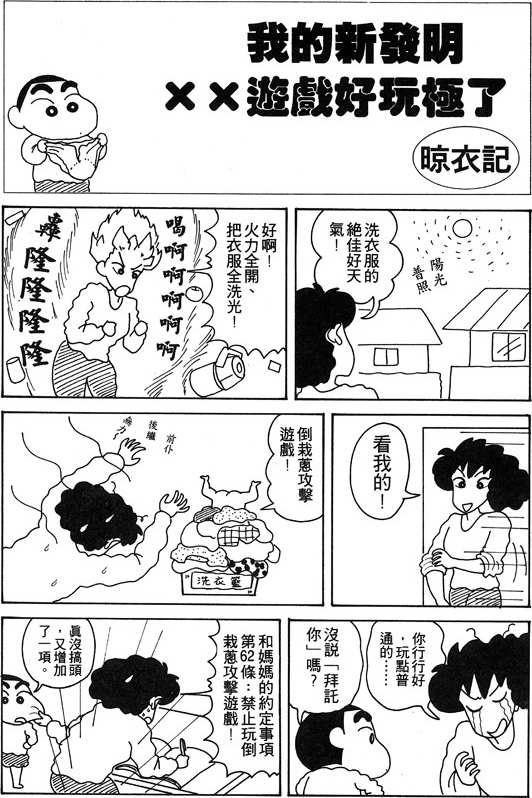 我的新發明
××遊戲好玩極了
晾衣記
洗衣服的
絕佳好天
氣！
陽光
普照
好啊！
火力全開、
把衣服全洗光！
喝啊啊啊啊啊
轟隆隆隆隆
看我的！
倒栽蔥攻擊
遊戲！
洗衣籃
前仆
後繼
無力~
你行行好
，玩點普
通的……
沒說「拜託
你」嗎？
和媽媽的約定事項
第62條：禁止玩倒
栽蔥攻擊遊戲！
真沒搞頭
，又增加
了一項。